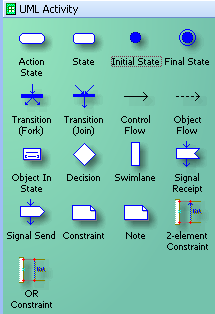 UML Activity
Action State Initial State Final State
State
Transition Transition Control Object
(Fork) (Join) Flow Flow
Object In Decision Swimlane Signal
State Receipt
Signal Send Constraint Note 2-element
Constraint
OR
Constraint